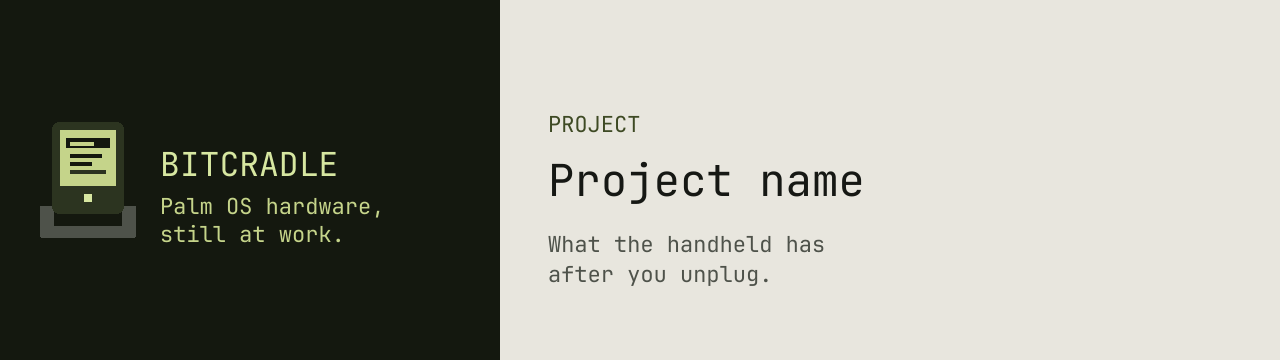 BITCRADLE
Palm OS hardware,
still at work.
PROJECT
Project name
What the handheld has
after you unplug.